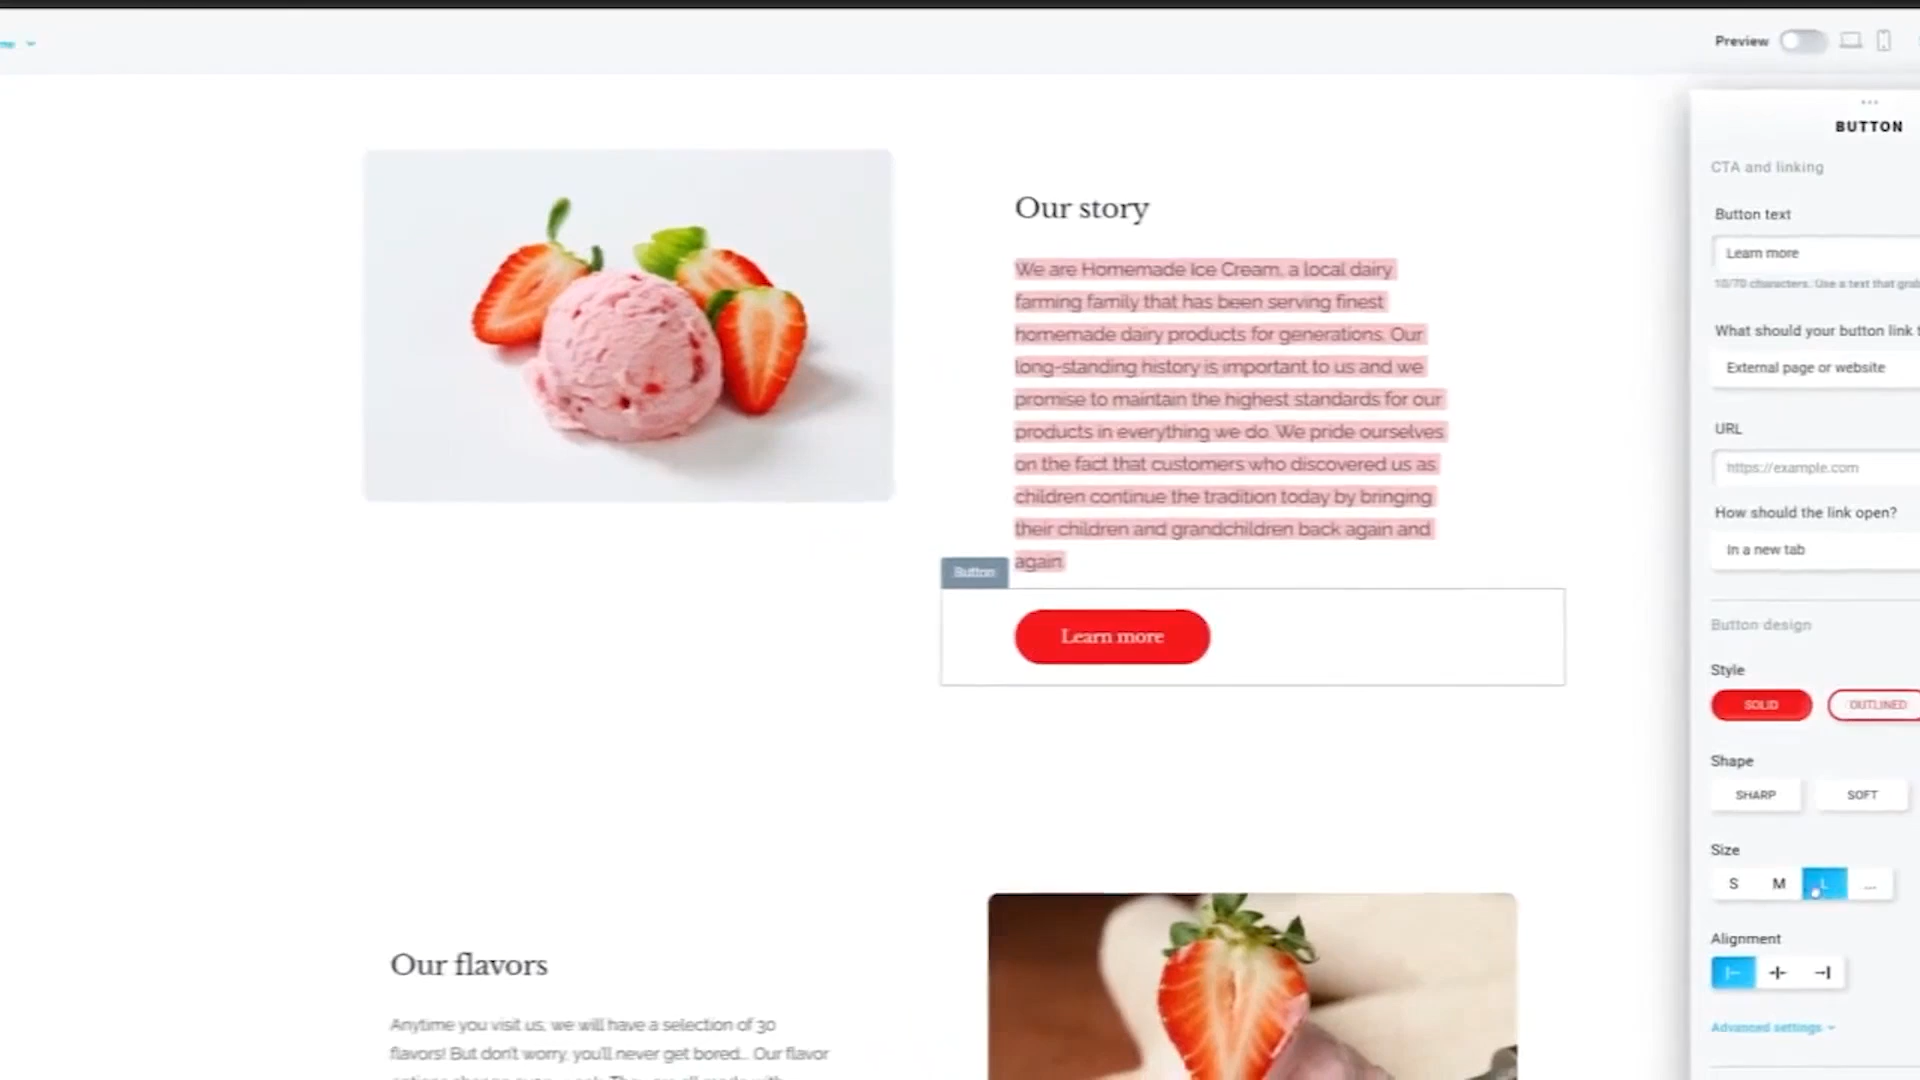 Preview
BUTTON
CTA and linking
Button text
Learn more
10/70 characters. Use a text that
What should your button link
External page or website
URL
https://example.com
How should the link open?
In a new tab
Button design
Style
SOLID OUTLINED
Shape
SHARP SOFT
Size
S M L ...
Alignment
Advanced settings
Our story
We are Homemade Ice Cream, a local dairy
farming family that has been serving finest
homemade dairy products for generations. Our
long-standing history is important to us and we
promise to maintain the highest standards for our
products in everything we do. We pride ourselves
on the fact that customers who discovered us as
children continue the tradition today by bringing
their children and grandchildren back again and
again.
Button
Learn more
Our flavors
Anytime you visit us, we will have a selection of 30
flavors! But don't worry, you'll never get bored... Our flavor